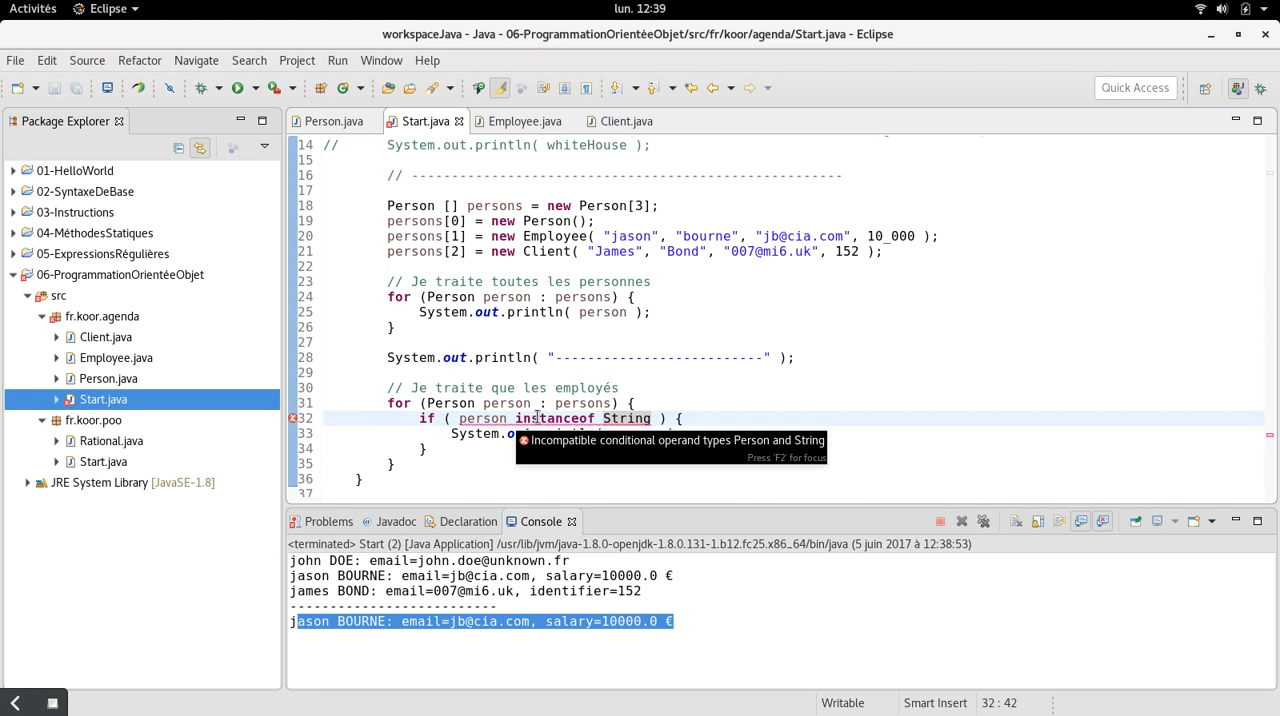 Activités Eclipse lun. 12:39
workspaceJava - Java - 06-ProgrammationOrientéeObjet/src/fr/koor/agenda/Start.java - Eclipse
File Edit Source Refactor Navigate Search Project Run Window Help
Quick Access
Package Explorer
01-HelloWorld
02-SyntaxeDeBase
03-Instructions
04-MéthodesStatiques
05-ExpressionsRégulières
06-ProgrammationOrientéeObjet
src
fr.koor.agenda
Client.java
Employee.java
Person.java
Start.java
fr.koor.poo
Rational.java
Start.java
JRE System Library [JavaSE-1.8]
Person.java Start.java Employee.java Client.java
14 // System.out.println( whiteHouse );
15
16 // ------------------------------------------------------
17
18 Person [] persons = new Person[3];
19 persons[0] = new Person();
20 persons[1] = new Employee( "jason", "bourne", "jb@cia.com", 10_000 );
21 persons[2] = new Client( "James", "Bond", "007@mi6.uk", 152 );
22
23 // Je traite toutes les personnes
24 for (Person person : persons) {
25 System.out.println( person );
26 }
27
28 System.out.println( "--------------------------" );
29
30 // Je traite que les employés
31 for (Person person : persons) {
32 if ( person instanceof String ) {
33 System.o
34 }
35 }
36 }
37
Incompatible conditional operand types Person and String
Press 'F2' for focus
Problems Javadoc Declaration Console
<terminated> Start (2) [Java Application] /usr/lib/jvm/java-1.8.0-openjdk-1.8.0.131-1.b12.fc25.x86_64/bin/java (5 juin 2017 à 12:38:53)
john DOE: email=john.doe@unknown.fr
jason BOURNE: email=jb@cia.com, salary=10000.0 €
james BOND: email=007@mi6.uk, identifier=152
--------------------------
jason BOURNE: email=jb@cia.com, salary=10000.0 €
Writable Smart Insert 32 : 42